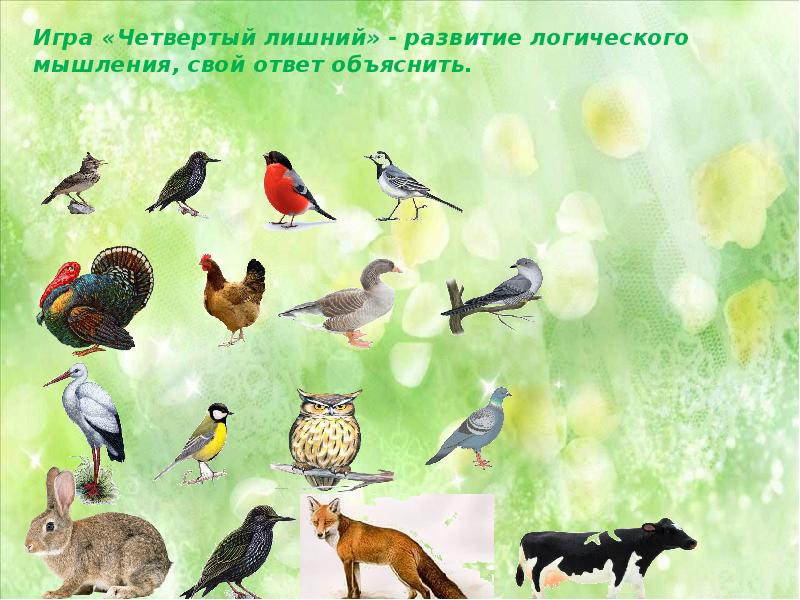 Игра «Четвертый лишний» - развитие логического
мышления, свой ответ объяснить.